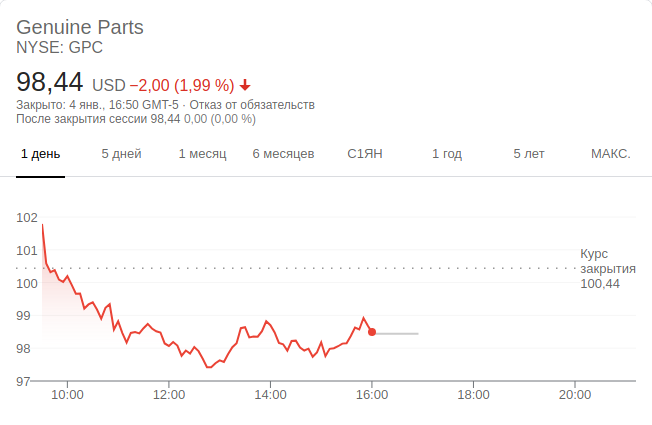 Genuine Parts
NYSE: GPC
98,44 USD −2,00 (1,99 %)
Закрыто: 4 янв., 16:50 GMT-5 · Отказ от обязательств
После закрытия сессии 98,44 0,00 (0,00 %)
1 день 5 дней 1 месяц 6 месяцев С1ЯН 1 год 5 лет МАКС.
102
101
Курс
закрытия
100,44
100
99
98
97
10:00 12:00 14:00 16:00 18:00 20:00